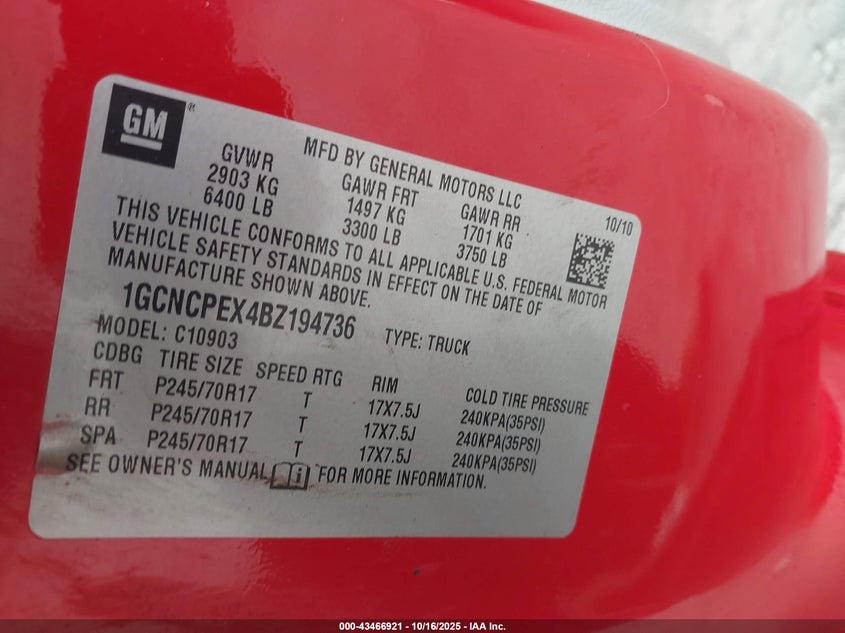 GM ®
MFD BY GENERAL MOTORS LLC 10/10
GVWR GAWR FRT GAWR RR
2903 KG 1497 KG 1701 KG
6400 LB 3300 LB 3750 LB
THIS VEHICLE CONFORMS TO ALL APPLICABLE U.S. FEDERAL MOTOR
VEHICLE SAFETY STANDARDS IN EFFECT ON THE DATE OF
MANUFACTURE SHOWN ABOVE.
1GCNCPEX4BZ194736 TYPE: TRUCK
MODEL: C10903
CDBG TIRE SIZE SPEED RTG RIM COLD TIRE PRESSURE
FRT P245/70R17 T 17X7.5J 240KPA(35PSI)
RR P245/70R17 T 17X7.5J 240KPA(35PSI)
SPA P245/70R17 T 17X7.5J 240KPA(35PSI)
SEE OWNER'S MANUAL FOR MORE INFORMATION.
000-43466921 - 10/16/2025 - IAA Inc.